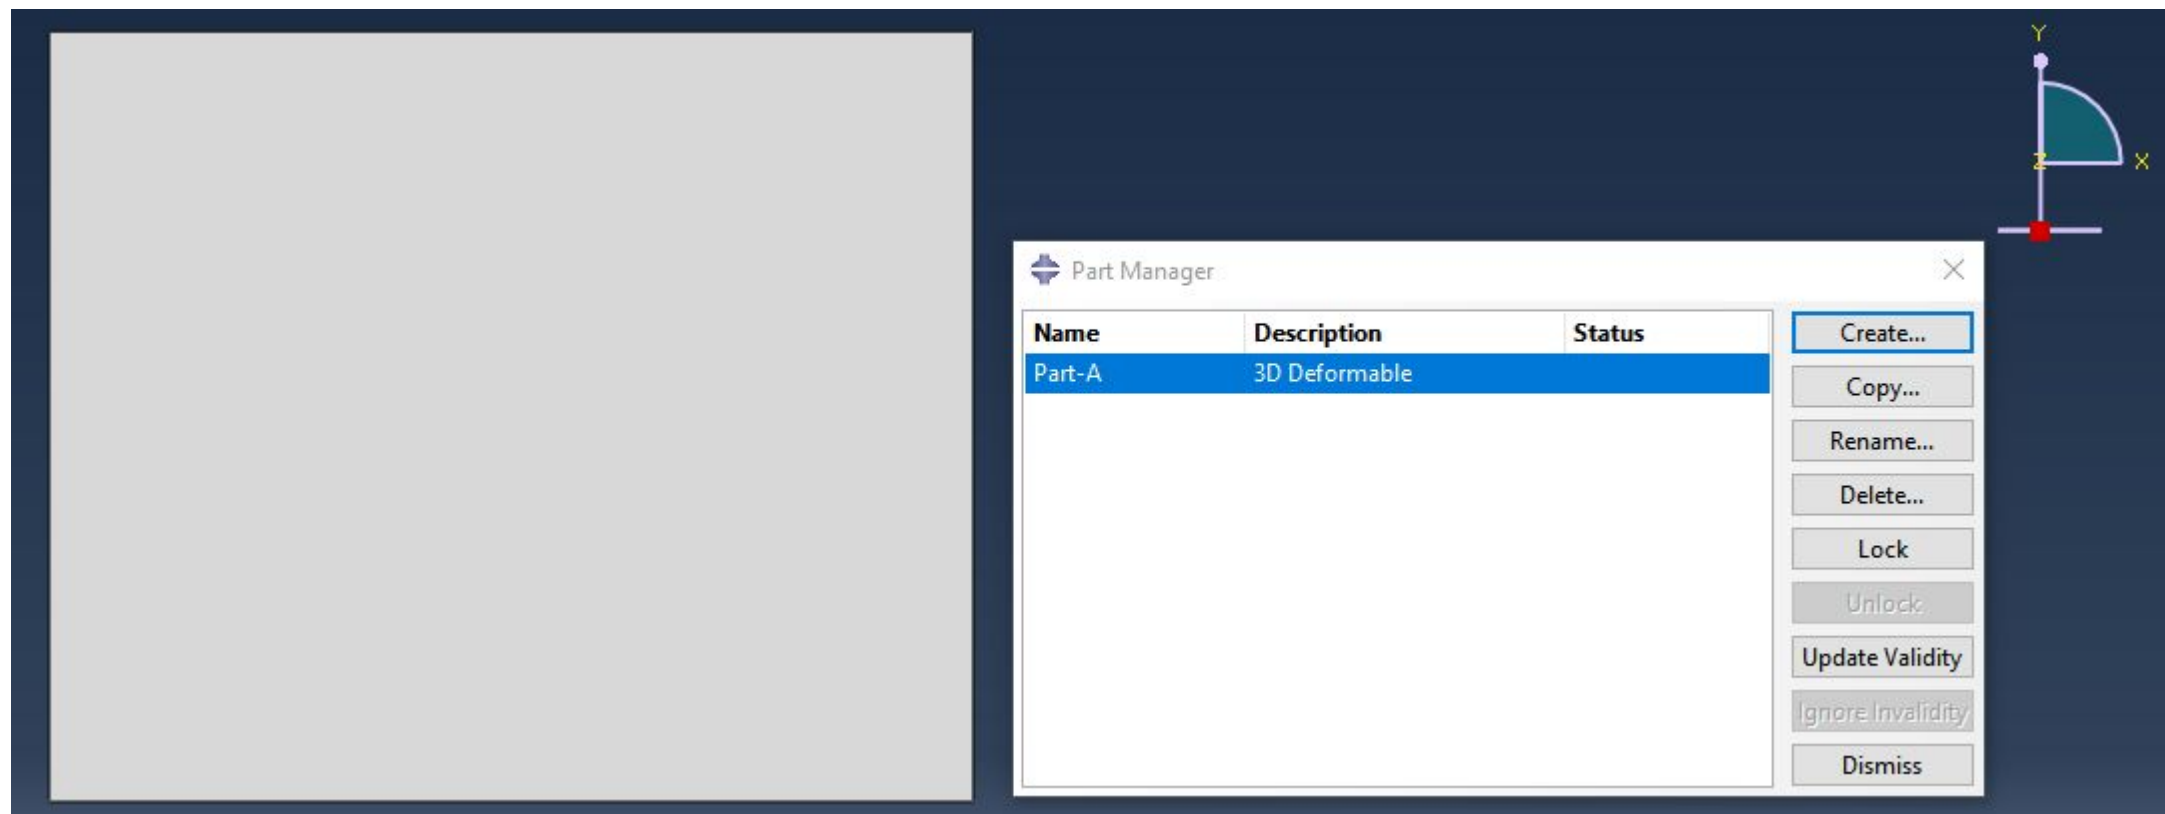 Y
Z
X
Part Manager
Name Description Status
Part-A 3D Deformable
Create...
Copy...
Rename...
Delete...
Lock
Unlock
Update Validity
Ignore Invalidity
Dismiss